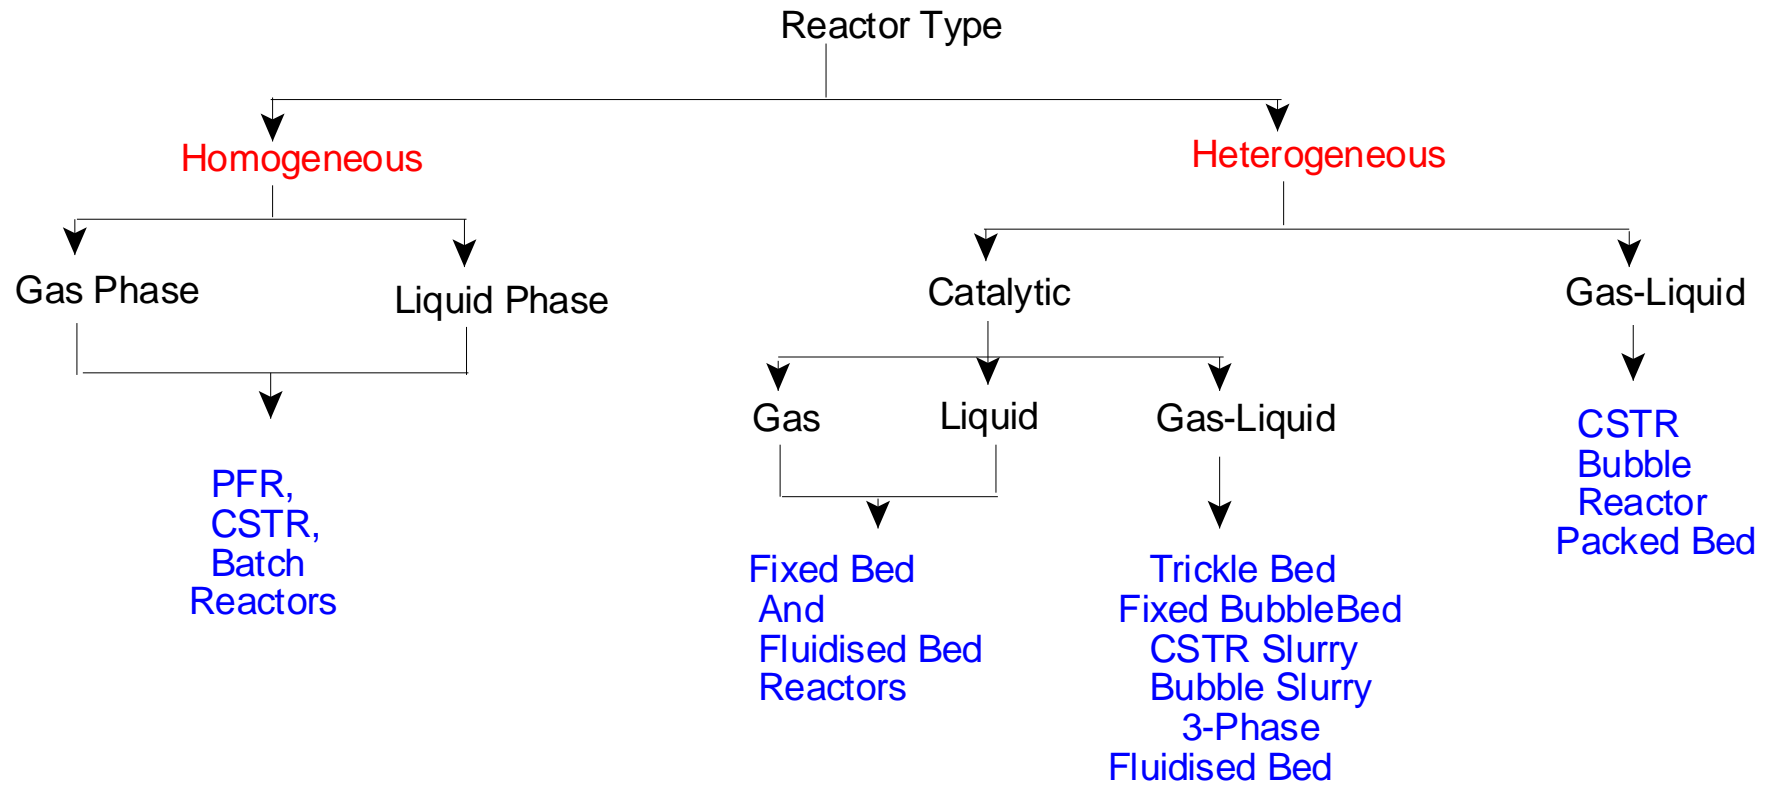 Reactor Type
Homogeneous
Heterogeneous
Gas Phase
Liquid Phase
Catalytic
Gas-Liquid
Gas
Liquid
Gas-Liquid
PFR,
CSTR,
Batch
Reactors
Fixed Bed
And
Fluidised Bed
Reactors
Trickle Bed
Fixed BubbleBed
CSTR Slurry
Bubble Slurry
3-Phase
Fluidised Bed
CSTR
Bubble
Reactor
Packed Bed